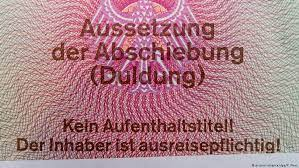 Aussetzung
der Abschiebung
(Duldung)
Kein Aufenthaltstitel!
Der Inhaber ist ausreisepflichtig!